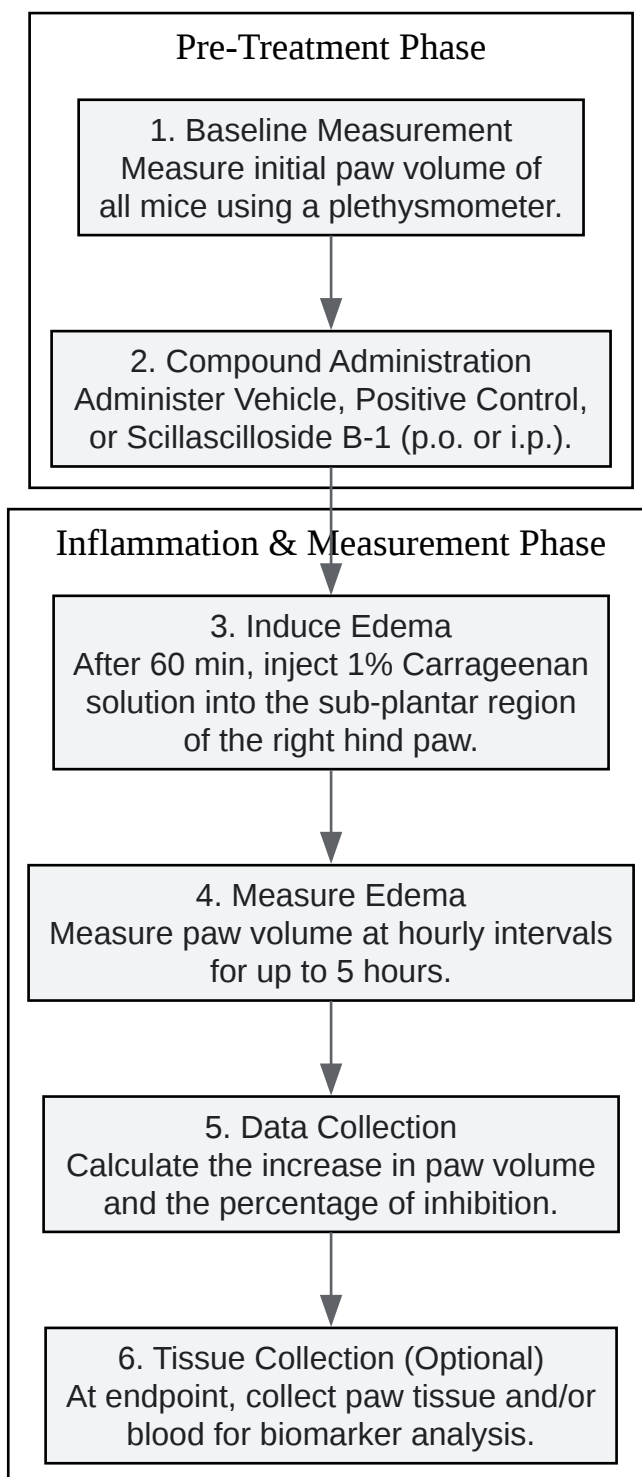 Pre-Treatment Phase
1. Baseline Measurement
Measure initial paw volume of
all mice using a plethysmometer.
2. Compound Administration
Administer Vehicle, Positive Control,
or Scillascilloside B-1 (p.o. or i.p.).
Inflammation & Measurement Phase
3. Induce Edema
After 60 min, inject 1% Carrageenan
solution into the sub-plantar region
of the right hind paw.
4. Measure Edema
Measure paw volume at hourly intervals
for up to 5 hours.
5. Data Collection
Calculate the increase in paw volume
and the percentage of inhibition.
6. Tissue Collection (Optional)
At endpoint, collect paw tissue and/or
blood for biomarker analysis.